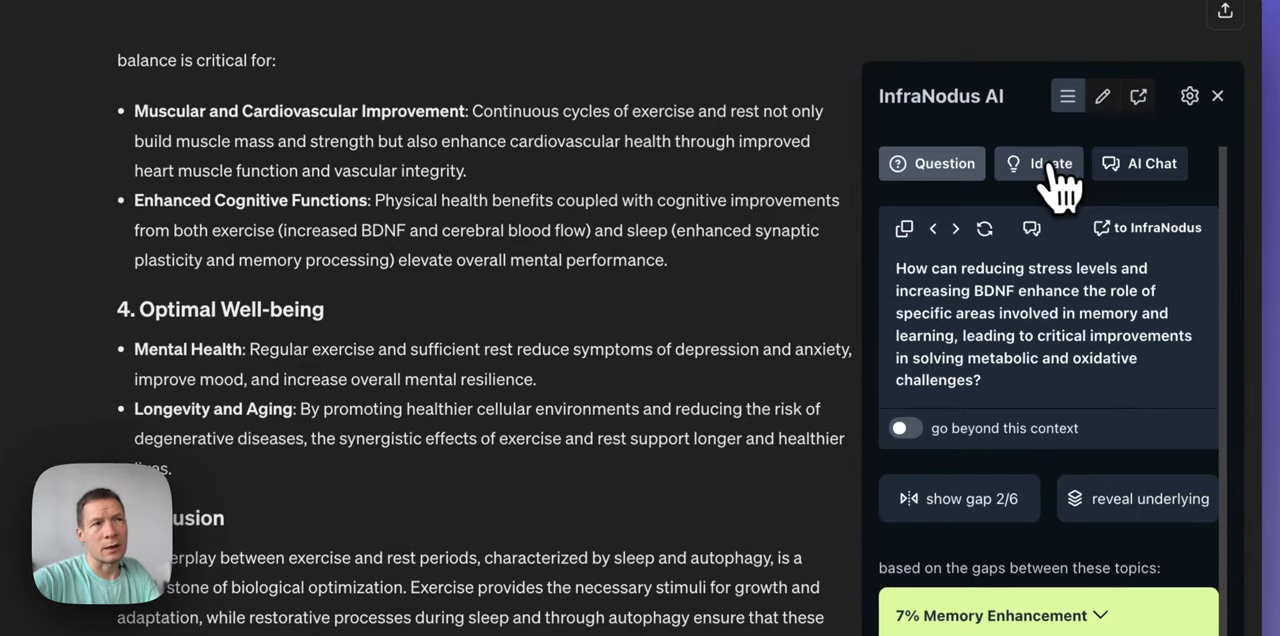 balance is critical for:
• Muscular and Cardiovascular Improvement: Continuous cycles of exercise and rest not only
build muscle mass and strength but also enhance cardiovascular health through improved
heart muscle function and vascular integrity.
• Enhanced Cognitive Functions: Physical health benefits coupled with cognitive improvements
from both exercise (increased BDNF and cerebral blood flow) and sleep (enhanced synaptic
plasticity and memory processing) elevate overall mental performance.
4. Optimal Well-being
• Mental Health: Regular exercise and sufficient rest reduce symptoms of depression and anxiety,
improve mood, and increase overall mental resilience.
• Longevity and Aging: By promoting healthier cellular environments and reducing the risk of
degenerative diseases, the synergistic effects of exercise and rest support longer and healthier
between exercise and rest periods, characterized by sleep and autophagy, is a
of biological optimization. Exercise provides the necessary stimuli for growth and
adaptation, while restorative processes during sleep and through autophagy ensure that these
InfraNodus AI
Question
AI Chat
to InfraNodus
How can reducing stress levels and
increasing BDNF enhance the role of
specific areas involved in memory and
learning, leading to critical improvements
in solving metabolic and oxidative
challenges?
go beyond this context
show gap 2/6
reveal underlying
based on the gaps between these topics:
7% Memory Enhancement